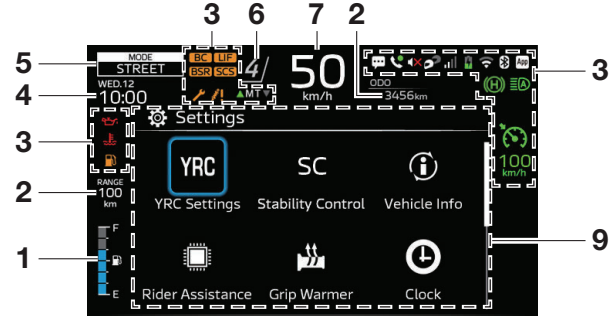 3 6 7 2
5 MODE
STREET
BC LIF
BSR SCS
4/
50
km/h
App
4 WED.12
10:00
MT
ODO
3456km
(H) A
3
3
Settings
100
km/h
2 RANGE
100
km
YRC
SC
i
YRC Settings Stability Control Vehicle Info
1 F
E
9
Rider Assistance Grip Warmer Clock